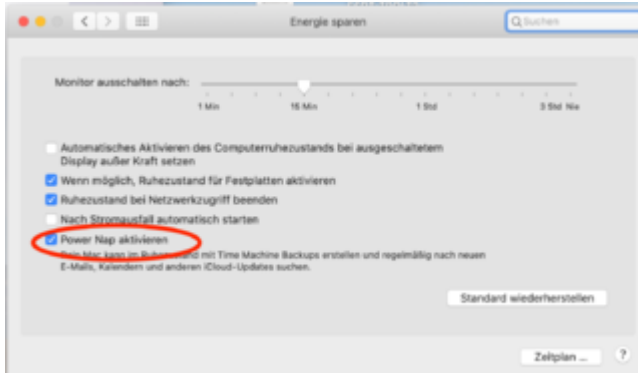 Energie sparen
Suchen
Monitor ausschalten nach:
1 Min 15 Min 1 Std 3 Std Nie
Automatisches Aktivieren des Computerruhezustands bei ausgeschaltetem
Display außer Kraft setzen
Wenn möglich, Ruhezustand für Festplatten aktivieren
Ruhezustand bei Netzwerkzugriff beenden
Nach Stromausfall automatisch starten
Power Nap aktivieren
Dein Mac kann im Ruhezustand mit Time Machine Backups erstellen und regelmäßig nach neuen
E-Mails, Kalendern und anderen iCloud-Updates suchen.
Standard wiederherstellen
Zeitplan ... ?